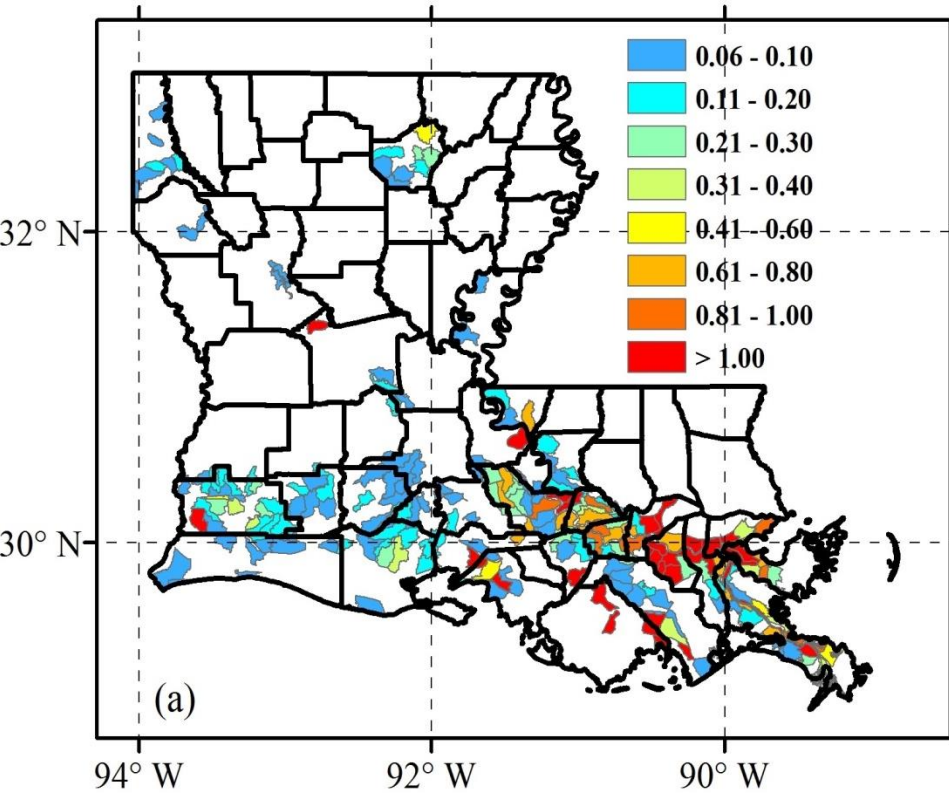 0.06 - 0.10
0.11 - 0.20
0.21 - 0.30
0.31 - 0.40
32° N
0.41 - 0.60
0.61 - 0.80
0.81 - 1.00
> 1.00
30° N
(a)
94° W
92° W
90° W